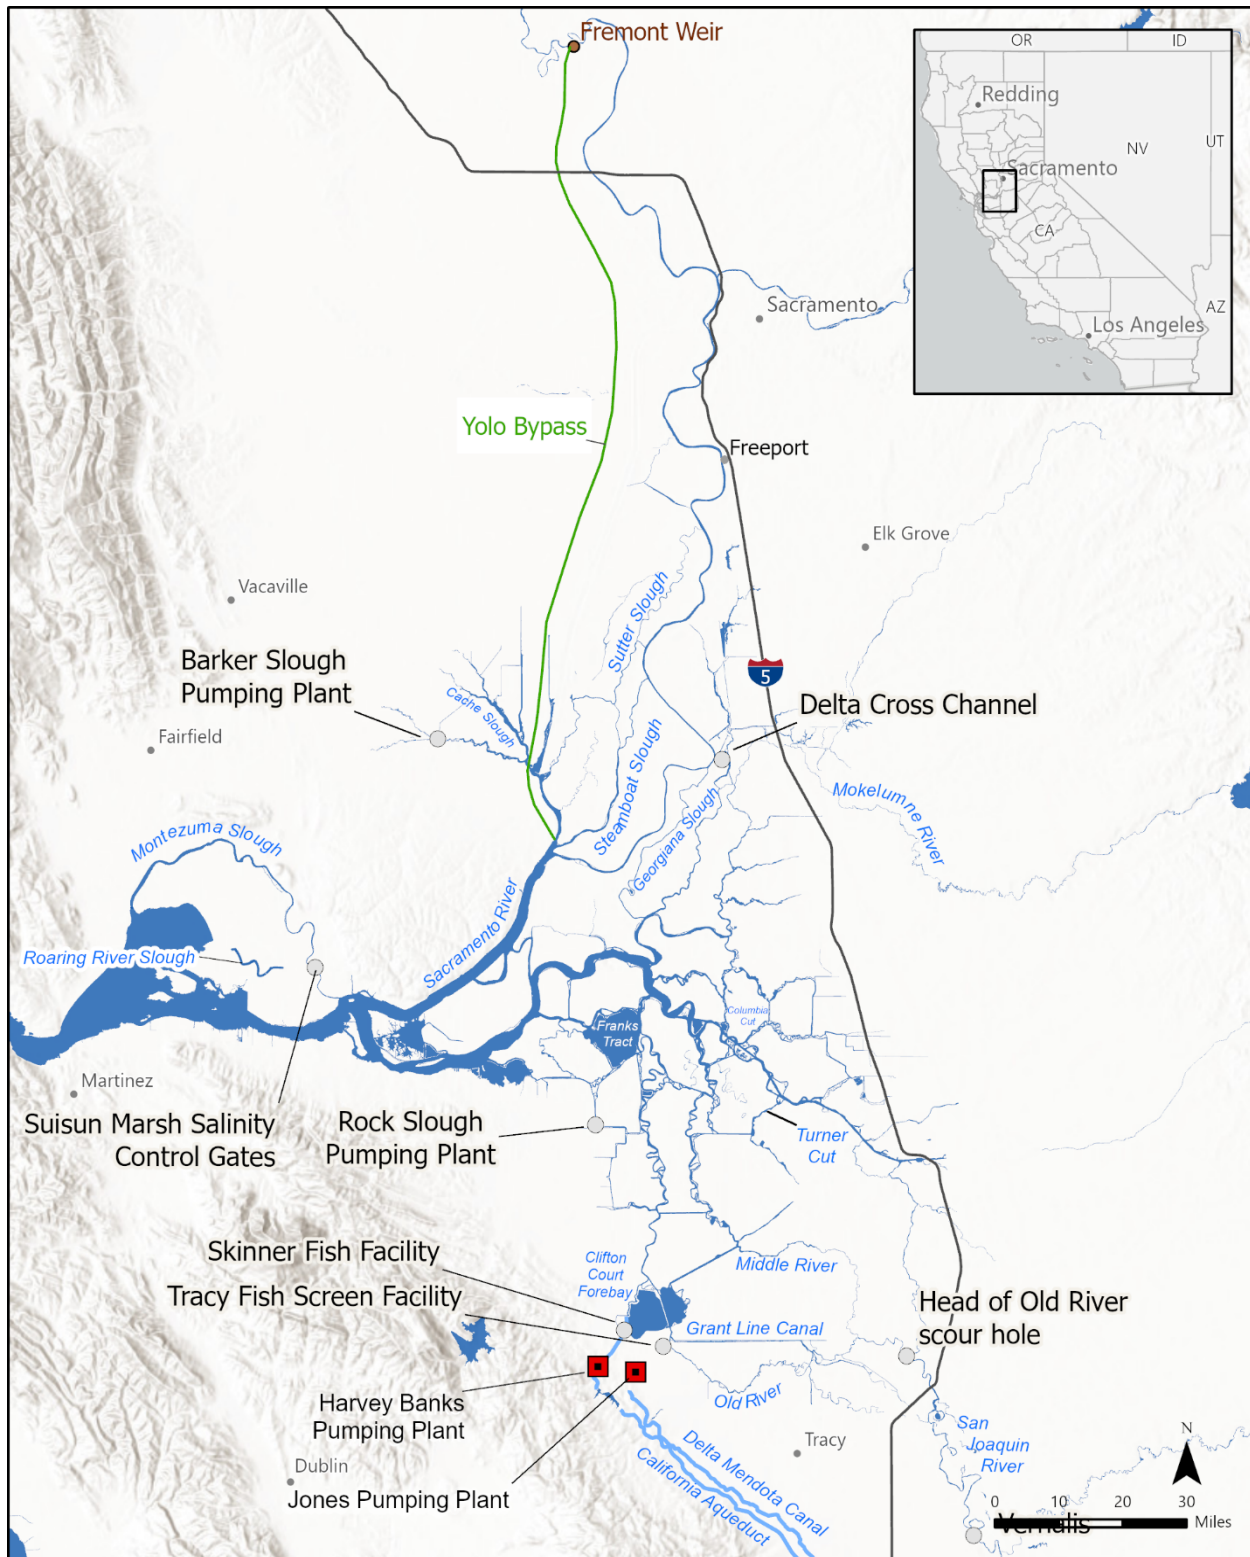 Fremont Weir
OR
ID
Redding
NV
UT
Sacramento
CA
AZ
Los Angeles
Sacramento
Yolo Bypass
Freeport
Elk Grove
Vacaville
Sutter Slough
Barker Slough
Pumping Plant
Cache Slough
5
Delta Cross Channel
Fairfield
Steamboat Slough
Mokelumne River
Georgiana Slough
Montezuma Slough
Sacramento River
Roaring River Slough
Columbia
Cut
Franks
Tract
Martinez
Suisun Marsh Salinity
Control Gates
Rock Slough
Pumping Plant
Turner
Cut
Skinner Fish Facility
Clifton
Court
Forebay
Middle River
Tracy Fish Screen Facility
Head of Old River
scour hole
Grant Line Canal
Harvey Banks
Pumping Plant
Old River
San
Joaquin
River
Tracy
Delta Mendota Canal
California Aqueduct
Dublin
Jones Pumping Plant
N
0 10 20 30
Miles
Vernalis